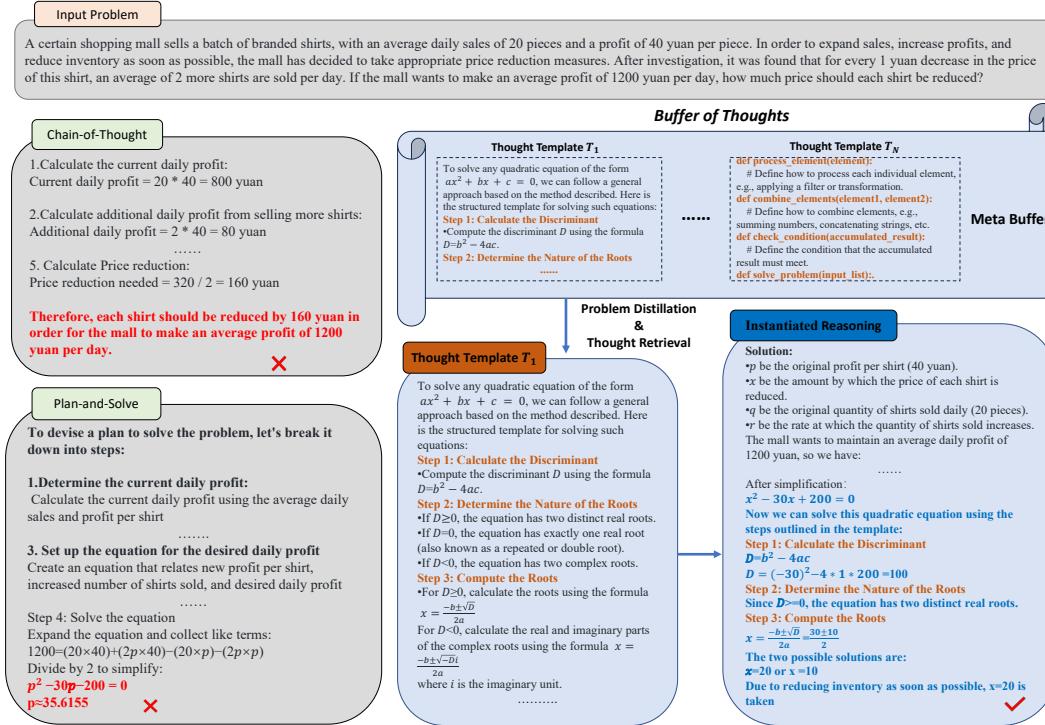 Input Problem
A certain shopping mall sells a batch of branded shirts, with an average daily sales of 20 pieces and a profit of 40 yuan per piece. In order to expand sales, increase profits, and
reduce inventory as soon as possible, the mall has decided to take appropriate price reduction measures. After investigation, it was found that for every 1 yuan decrease in the price
of this shirt, an average of 2 more shirts are sold per day. If the mall wants to make an average profit of 1200 yuan per day, how much price should each shirt be reduced?
Chain-of-Thought
1.Calculate the current daily profit:
Current daily profit = 20 * 40 = 800 yuan
2.Calculate additional daily profit from selling more shirts:
Additional daily profit = 2 * 40 = 80 yuan
……
5. Calculate Price reduction:
Price reduction needed = 320 / 2 = 160 yuan
Therefore, each shirt should be reduced by 160 yuan in
order for the mall to make an average profit of 1200
yuan per day.
Plan-and-Solve
To devise a plan to solve the problem, let's break it
down into steps:
1.Determine the current daily profit:
Calculate the current daily profit using the average daily
sales and profit per shirt
…….
3. Set up the equation for the desired daily profit
Create an equation that relates new profit per shirt,
increased number of shirts sold, and desired daily profit
……
Step 4: Solve the equation
Expand the equation and collect like terms:
1200=(20×40)+(2p×40)−(20×p)−(2p×p)
Divide by 2 to simplify:
p² −30p−200 = 0
p≈35.6155
Buffer of Thoughts
Thought Template T₁
To solve any quadratic equation of the form
ax² + bx + c = 0, we can follow a general
approach based on the method described. Here is
the structured template for solving such equations:
Step 1: Calculate the Discriminant
•Compute the discriminant D using the formula
D=b² − 4ac.
Step 2: Determine the Nature of the Roots
……
……
Thought Template T_N
def process_element(element):
# Define how to process each individual element,
e.g., applying a filter or transformation.
def combine_elements(element1, element2):
# Define how to combine elements, e.g.,
summing numbers, concatenating strings, etc.
def check_condition(accumulated_result):
# Define the condition that the accumulated
result must meet.
def solve_problem(input_list):.
Meta Buffer
Problem Distillation
&
Thought Retrieval
Thought Template T₁
To solve any quadratic equation of the form
ax² + bx + c = 0, we can follow a general
approach based on the method described. Here
is the structured template for solving such
equations:
Step 1: Calculate the Discriminant
•Compute the discriminant D using the formula
D=b² − 4ac.
Step 2: Determine the Nature of the Roots
•If D≥0, the equation has two distinct real roots.
•If D=0, the equation has exactly one real root
(also known as a repeated or double root).
•If D<0, the equation has two complex roots.
Step 3: Compute the Roots
•For D≥0, calculate the roots using the formula
x = (−b±√D)/2a
For D<0, calculate the real and imaginary parts
of the complex roots using the formula x =
(−b±√−Di)/2a
where i is the imaginary unit.
……….
Instantiated Reasoning
Solution:
•p be the original profit per shirt (40 yuan).
•x be the amount by which the price of each shirt is
reduced.
•q be the original quantity of shirts sold daily (20 pieces).
•r be the rate at which the quantity of shirts sold increases.
The mall wants to maintain an average daily profit of
1200 yuan, so we have:
……
After simplification:
x² − 30x + 200 = 0
Now we can solve this quadratic equation using the
steps outlined in the template:
Step 1: Calculate the Discriminant
D=b² − 4ac
D = (−30)²−4 * 1 * 200 =100
Step 2: Determine the Nature of the Roots
Since D>=0, the equation has two distinct real roots.
Step 3: Compute the Roots
x = (−b±√D)/2a = (30±10)/2
The two possible solutions are:
x=20 or x =10
Due to reducing inventory as soon as possible, x=20 is
taken